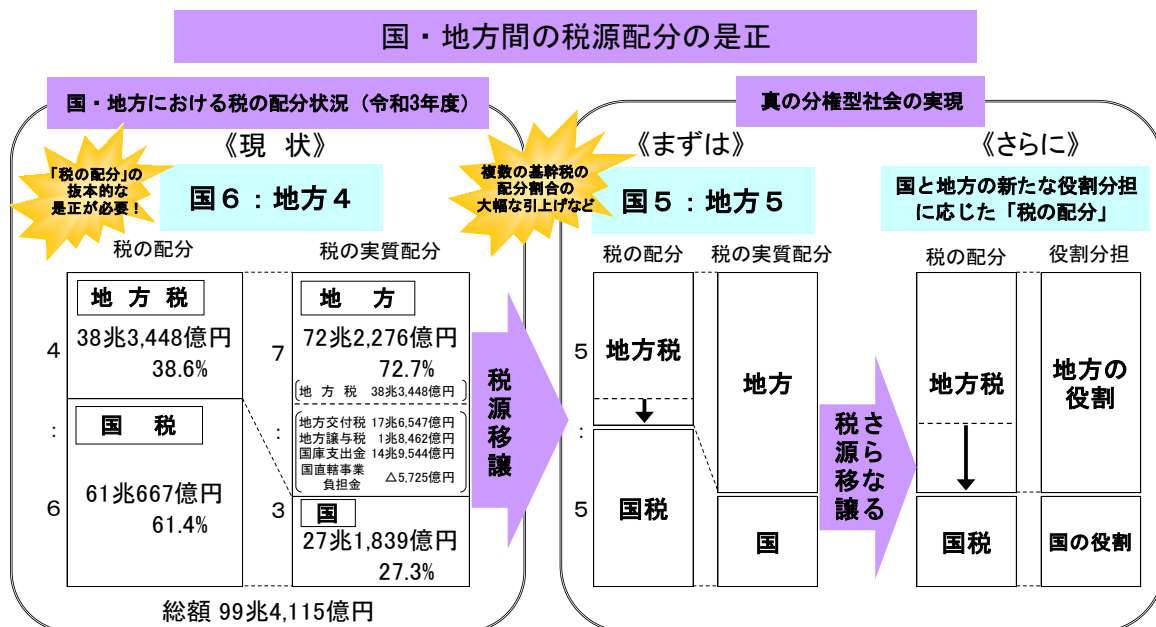 国・地方間の税源配分の是正
国・地方における税の配分状況（令和3年度）
《現　状》
「税の配分」の
抜本的な
是正が必要！
国６：地方４
税の配分
税の実質配分
4
：
6
地 方 税
38兆3,448億円
38.6%
国　税
61兆667億円
61.4%
7
：
3
地　方
72兆2,276億円
72.7%
地 方 税　38兆3,448億円
地方交付税 17兆6,547億円
地方譲与税　1兆8,462億円
国庫支出金 14兆9,544億円
国直轄事業
負担金　△5,725億円
国
27兆1,839億円
27.3%
総額 99兆4,115億円
税源移譲
真の分権型社会の実現
複数の基幹税の
配分割合の
大幅な引上げなど
《まずは》
国５：地方５
税の配分
税の実質配分
5
：
5
地方税
国税
地方
国
さらなる
税源移譲
《さらに》
国と地方の新たな役割分担
に応じた「税の配分」
税の配分
役割分担
地方税
国税
地方の
役割
国の役割